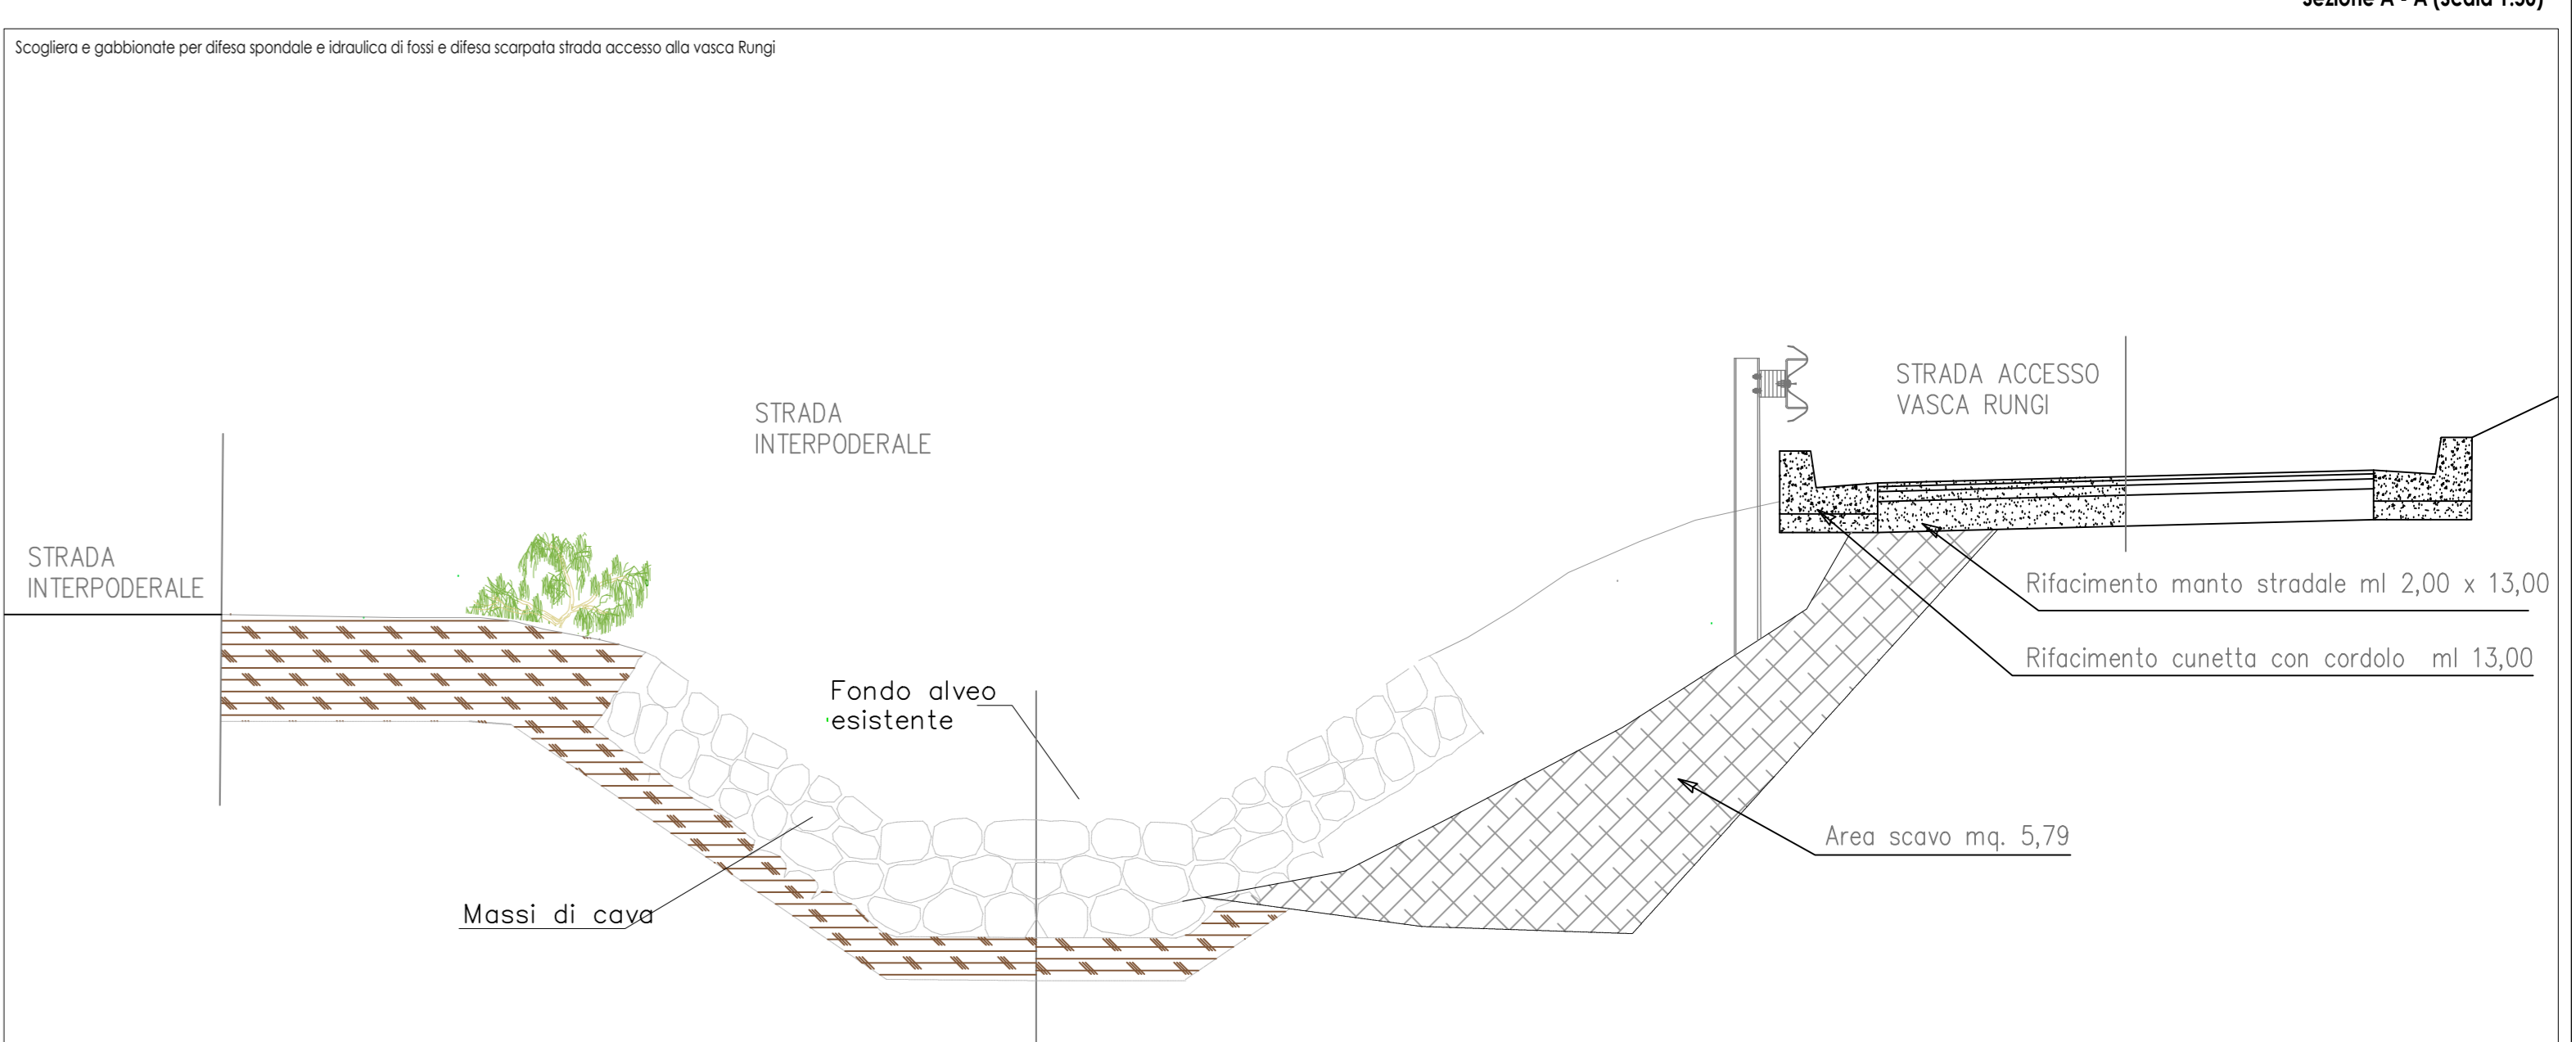 Sezione A - A (Scala 1:50)
Scogliera e gabbionate per difesa spondale e idraulica di fossi e difesa scarpata strada accesso alla vasca Rungi
STRADA ACCESSO
VASCA RUNGI
STRADA
INTERPODERALE
STRADA
INTERPODERALE
Rifacimento manto stradale ml 2,00 x 13,00
Rifacimento cunetta con cordolo ml 13,00
Fondo alveo
esistente
Area scavo mq. 5,79
Massi di cava